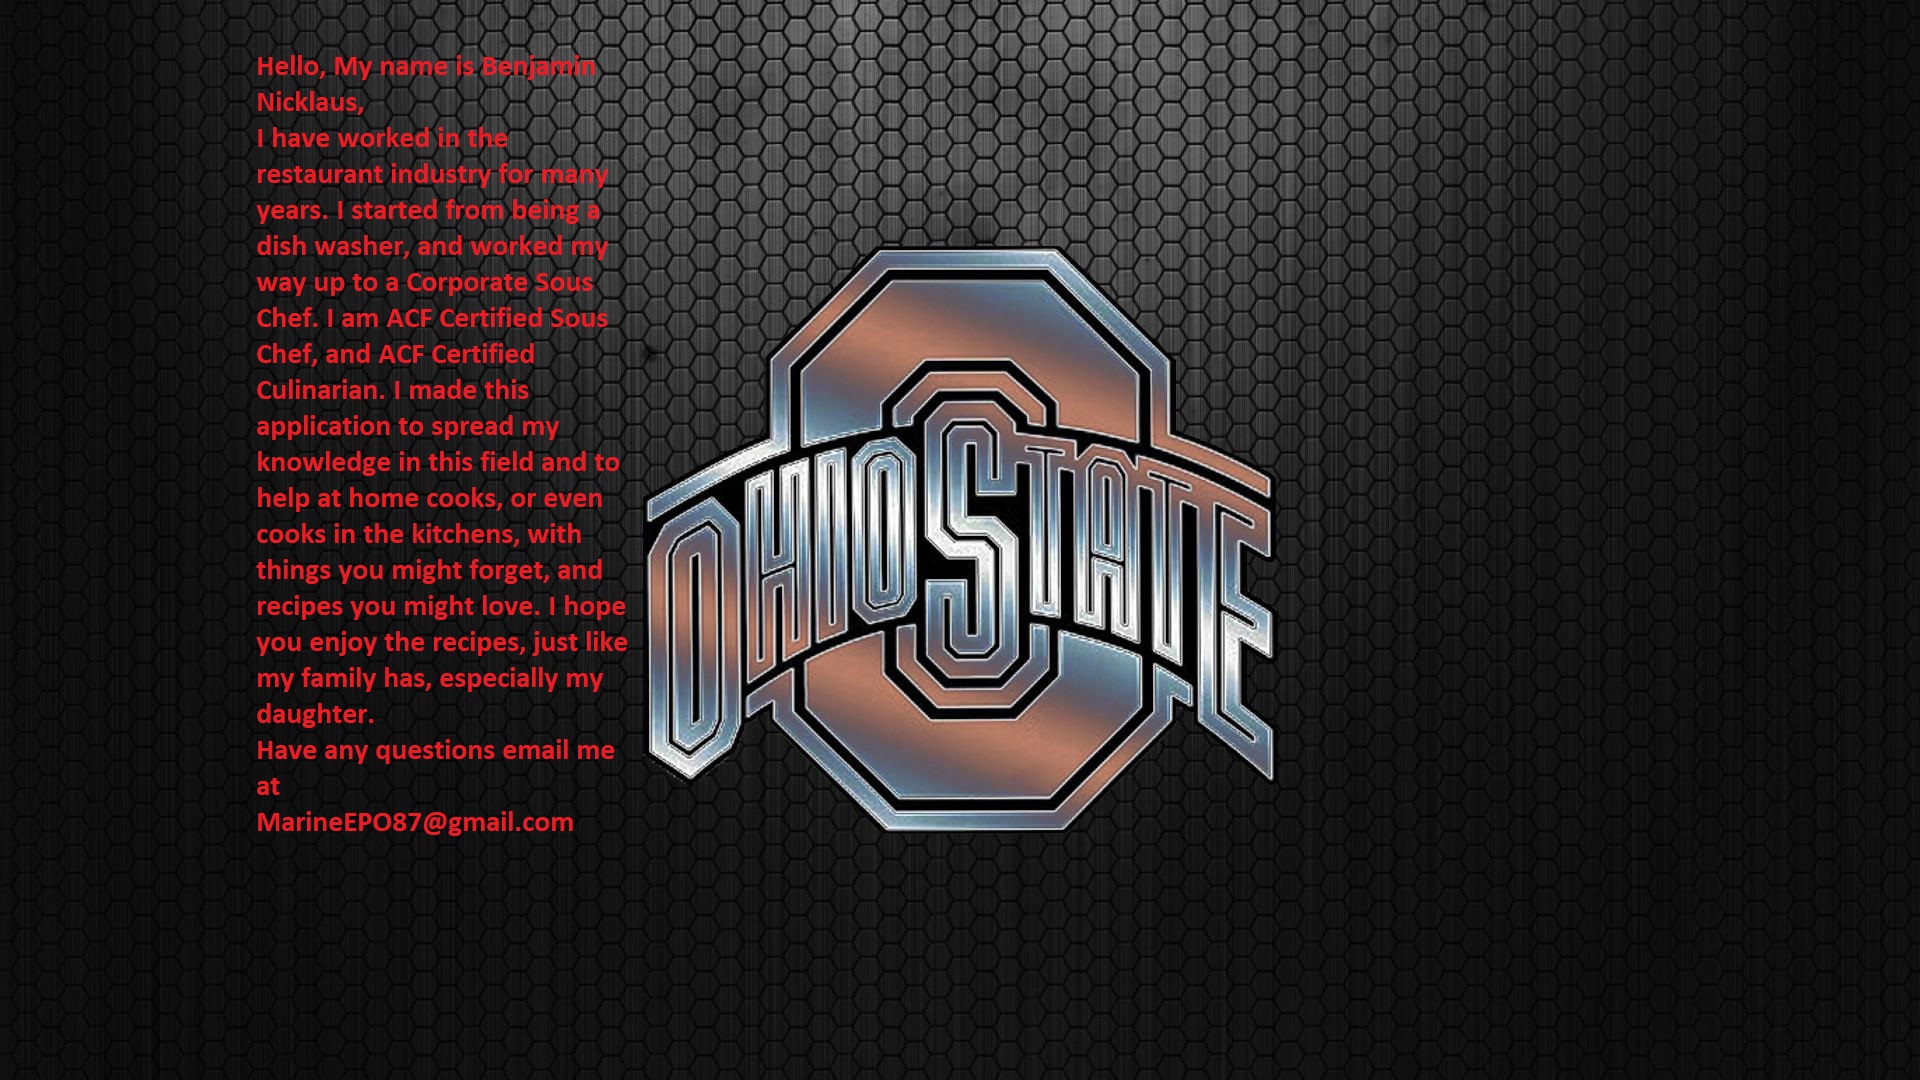 Hello, My name is Benjamin
Nicklaus,
I have worked in the
restaurant industry for many
years. I started from being a
dish washer, and worked my
way up to a Corporate Sous
Chef. I am ACF Certified Sous
Chef, and ACF Certified
Culinarian. I made this
application to spread my
knowledge in this field and to
help at home cooks, or even
cooks in the kitchens, with
things you might forget, and
recipes you might love. I hope
you enjoy the recipes, just like
my family has, especially my
daughter.
Have any questions email me
at
MarineEPO87@gmail.com
OHIO STATE